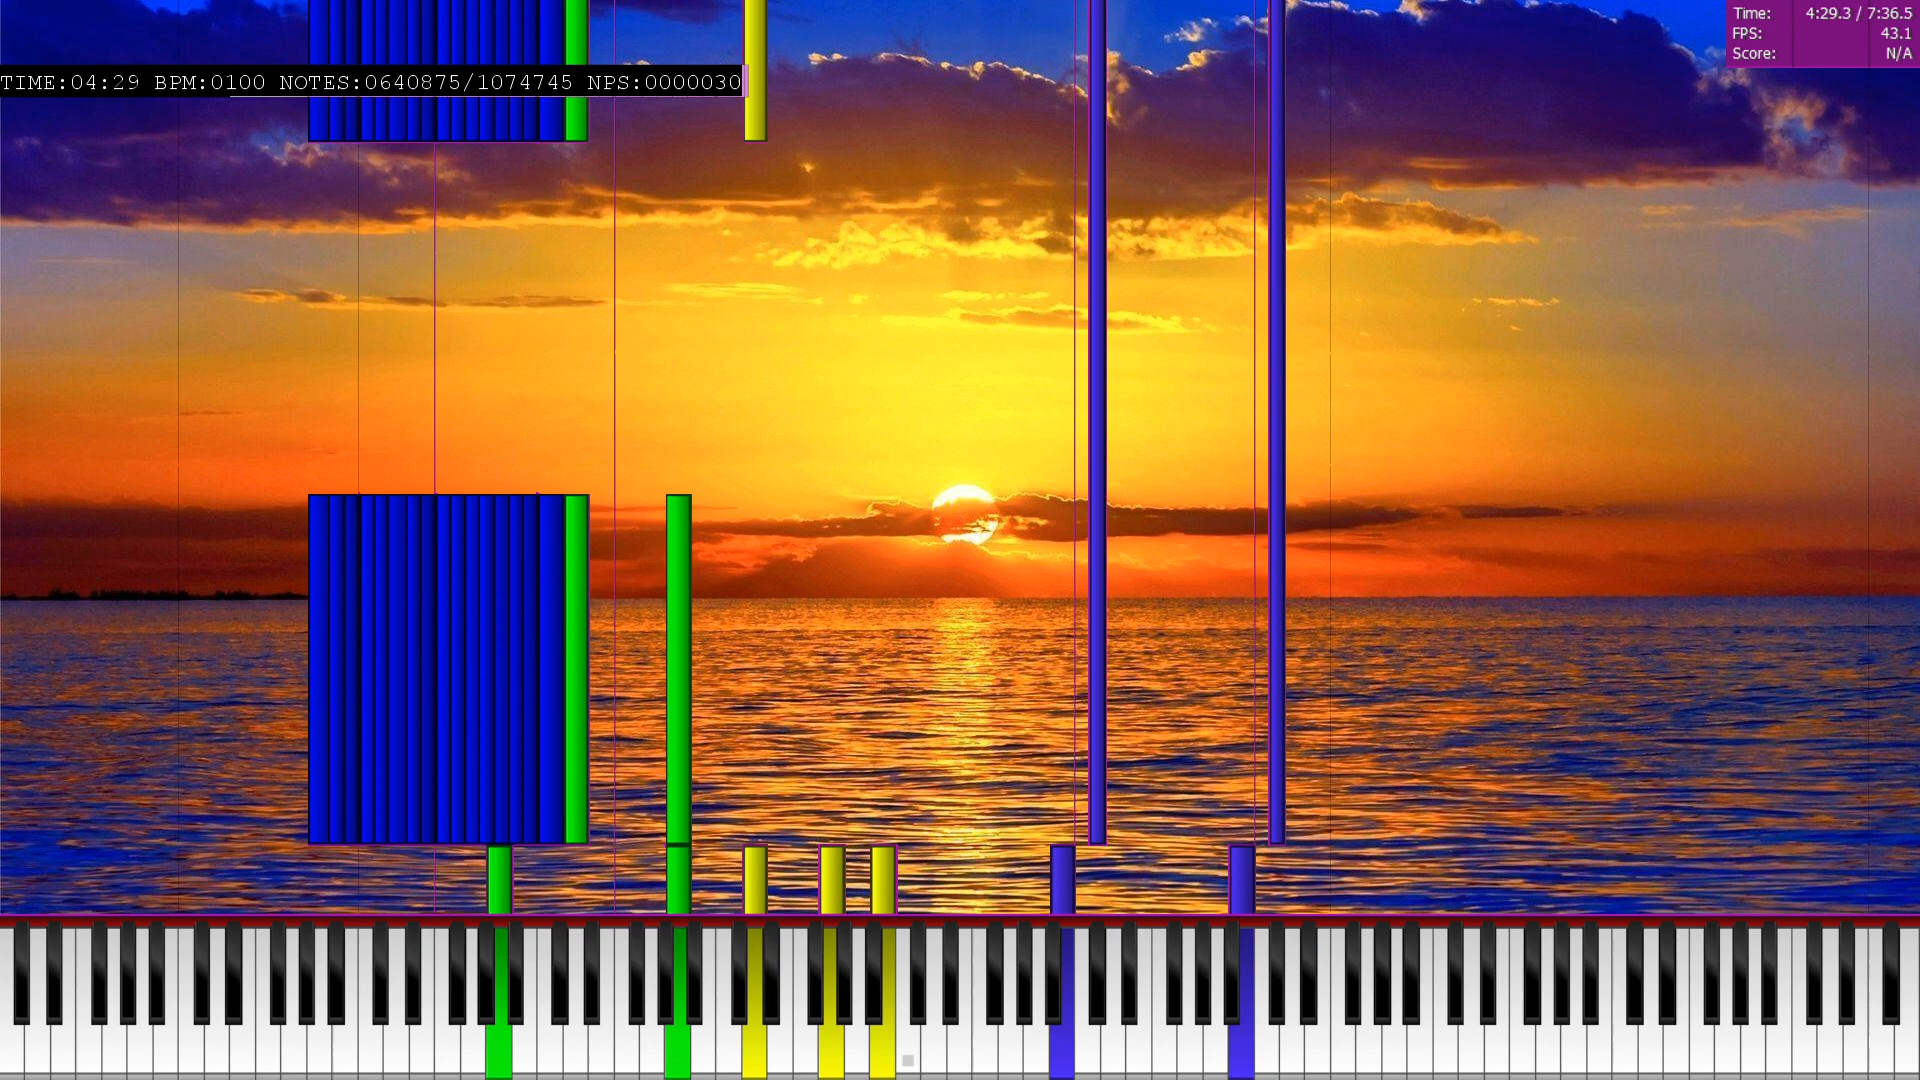 Time: 4:29.3 / 7:36.5
FPS: 43.1
Score: N/A
TIME:04:29 BPM:0100 NOTES:0640875/1074745 NPS:0000030